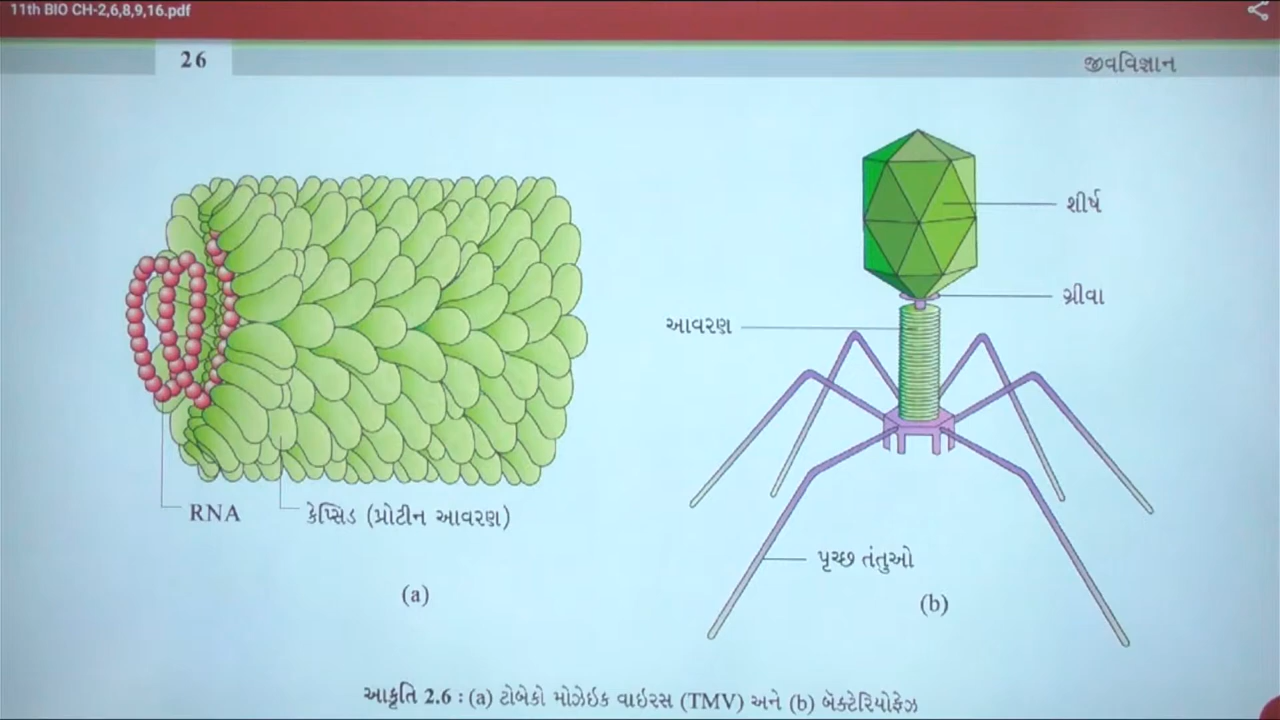 11th BIO CH-2,6,8,9,16.pdf
26
જીવવિજ્ઞાન
શીર્ષ
ગ્રીવા
આવરણ
RNA
કેપ્સિડ (પ્રોટીન આવરણ)
પૃચ્છ તંતુઓ
(a)
(b)
આકૃતિ 2.6 : (a) ટોબેકો મોઝેઇક વાઇરસ (TMV) અને (b) બૅક્ટેરિયોફેઝ